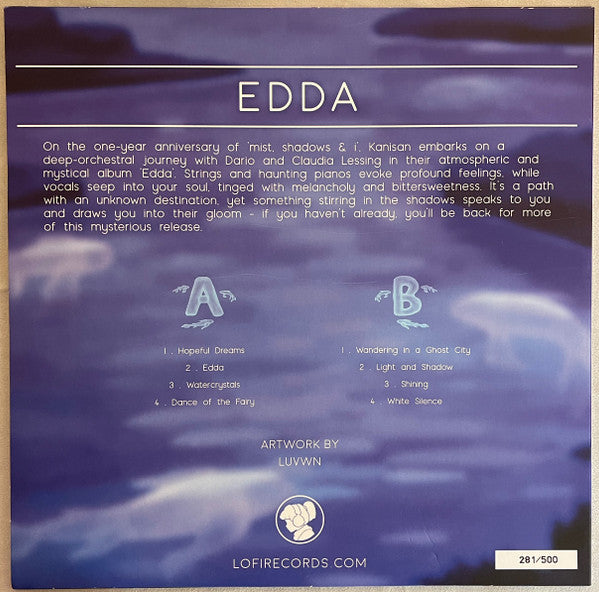 EDDA
On the one-year anniversary of 'mist, shadows & i', Kanisan embarks on a
deep-orchestral journey with Dario and Claudia Lessing in their atmospheric and
mystical album 'Edda'. Strings and haunting pianos evoke profound feelings, while
vocals seep into your soul, tinged with melancholy and bittersweetness. It's a path
with an unknown destination, yet something stirring in the shadows speaks to you
and draws you into their gloom - if you haven't already, you'll be back for more
of this mysterious release.
A
1 . Hopeful Dreams
2 . Edda
3 . Watercrystals
4 . Dance of the Fairy
B
1 . Wandering in a Ghost City
2 . Light and Shadow
3 . Shining
4 . White Silence
ARTWORK BY
LUVWN
LOFIRECORDS.COM
281/500